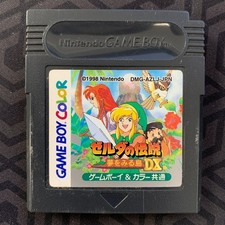 Nintendo GAME BOY
©1998 Nintendo DMG-AZLJ-JPN
GAME BOY COLOR
ゼルダの伝説
夢をみる島 DX
ゲームボーイ & カラー共通